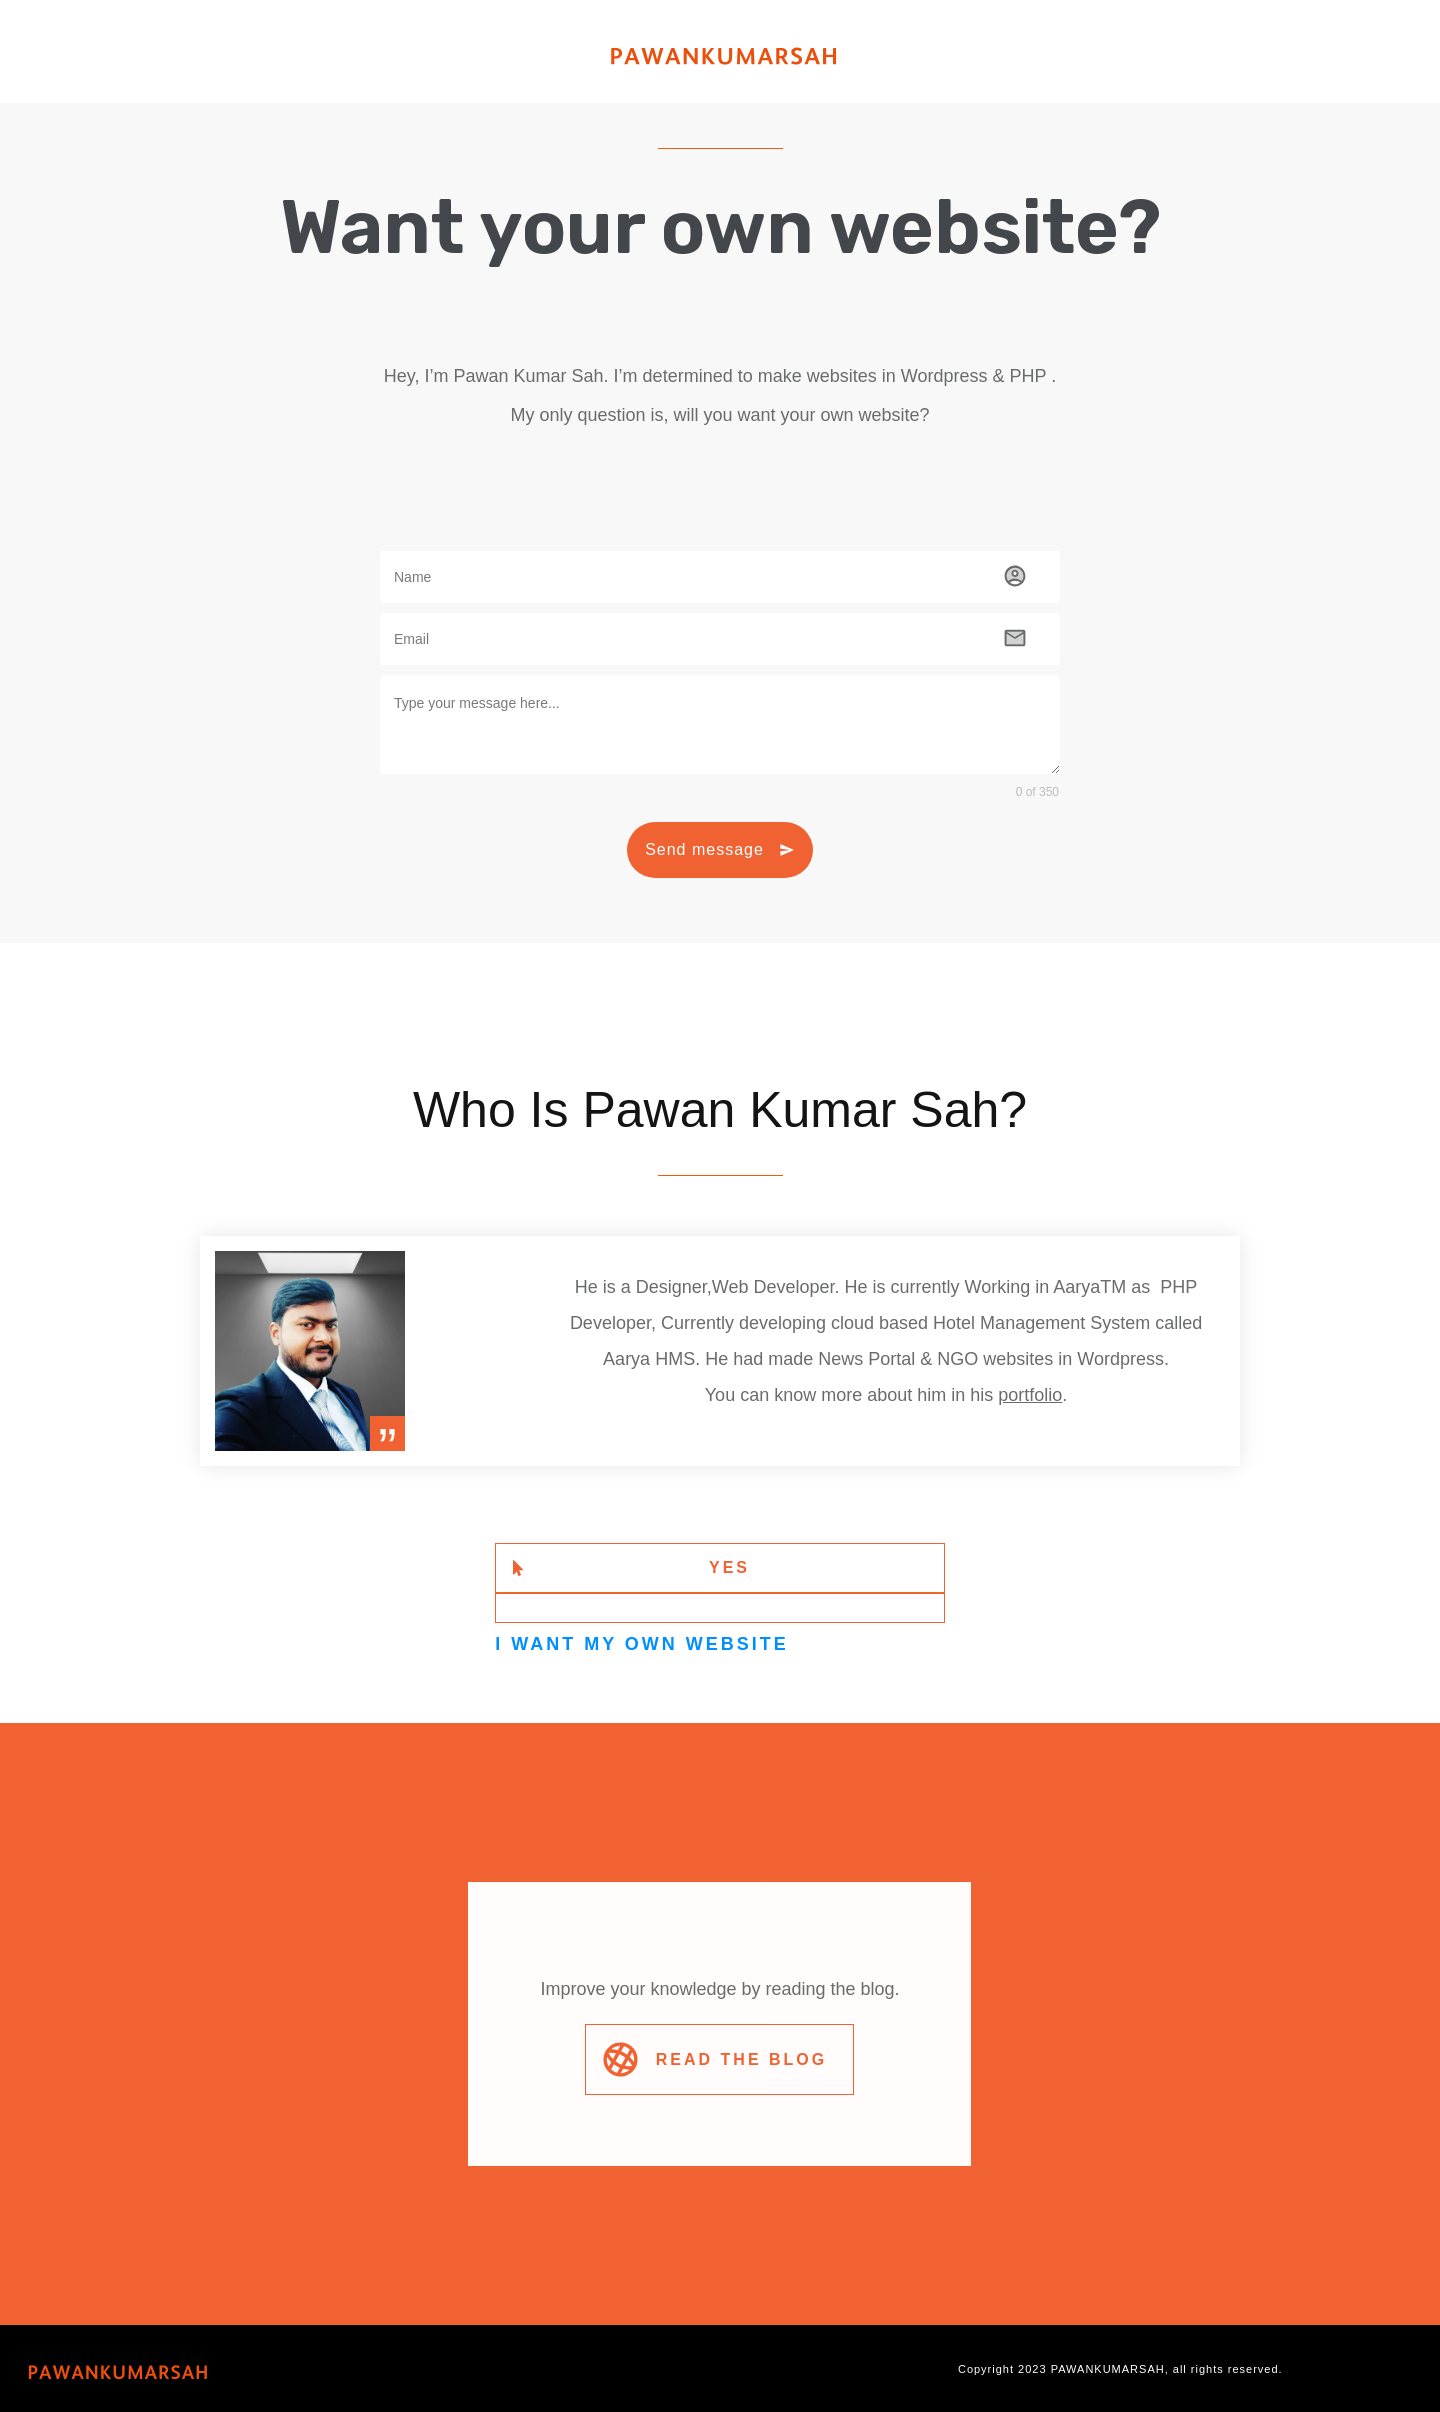 PAWANKUMARSAH
Want your own website?
Hey, I’m Pawan Kumar Sah. I’m determined to make websites in Wordpress & PHP .
My only question is, will you want your own website?
Name
Email
Type your message here...
0 of 350
Send message
Who Is Pawan Kumar Sah?
He is a Designer,Web Developer. He is currently Working in AaryaTM as  PHP
Developer, Currently developing cloud based Hotel Management System called
Aarya HMS. He had made News Portal & NGO websites in Wordpress.
You can know more about him in his portfolio.
YES
I WANT MY OWN WEBSITE
Improve your knowledge by reading the blog.
READ THE BLOG
PAWANKUMARSAH
Copyright 2023 PAWANKUMARSAH, all rights reserved.